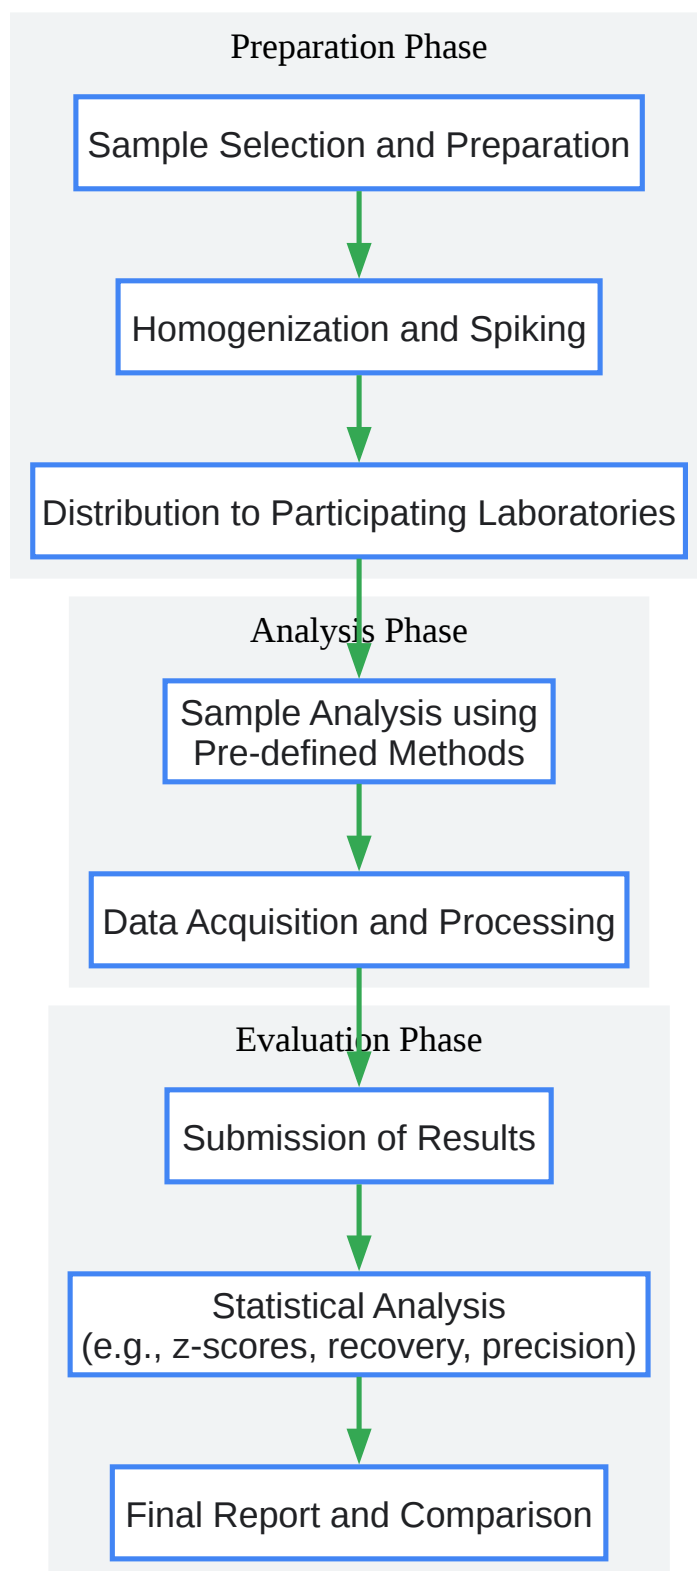 Preparation Phase
Sample Selection and Preparation
Homogenization and Spiking
Distribution to Participating Laboratories
Analysis Phase
Sample Analysis using
Pre-defined Methods
Data Acquisition and Processing
Evaluation Phase
Submission of Results
Statistical Analysis
(e.g., z-scores, recovery, precision)
Final Report and Comparison